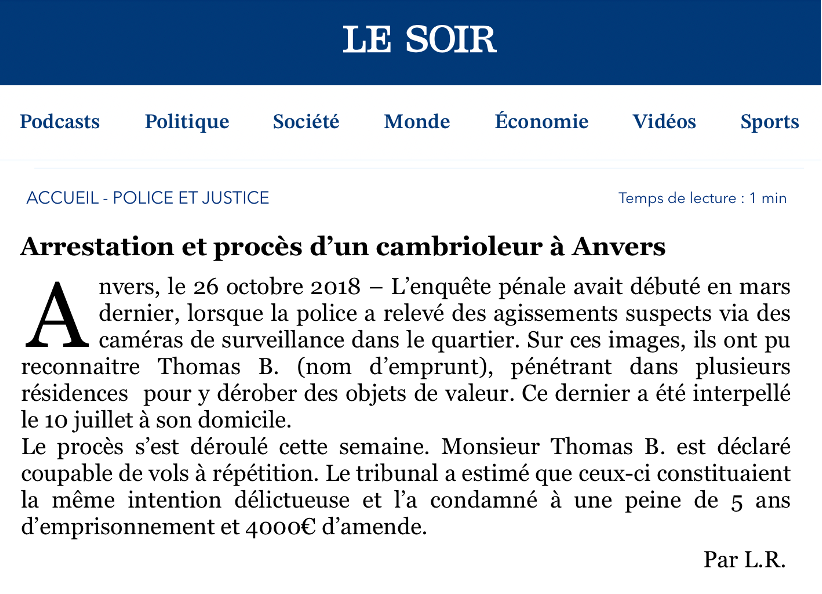 LE SOIR
Podcasts Politique Société Monde Économie Vidéos Sports
ACCUEIL - POLICE ET JUSTICE Temps de lecture : 1 min
Arrestation et procès d’un cambrioleur à Anvers
Anvers, le 26 octobre 2018 – L’enquête pénale avait débuté en mars
dernier, lorsque la police a relevé des agissements suspects via des
caméras de surveillance dans le quartier. Sur ces images, ils ont pu
reconnaitre Thomas B. (nom d’emprunt), pénétrant dans plusieurs
résidences pour y dérober des objets de valeur. Ce dernier a été interpellé
le 10 juillet à son domicile.
Le procès s’est déroulé cette semaine. Monsieur Thomas B. est déclaré
coupable de vols à répétition. Le tribunal a estimé que ceux-ci constituaient
la même intention délictueuse et l’a condamné à une peine de 5 ans
d’emprisonnement et 4000€ d’amende.
Par L.R.